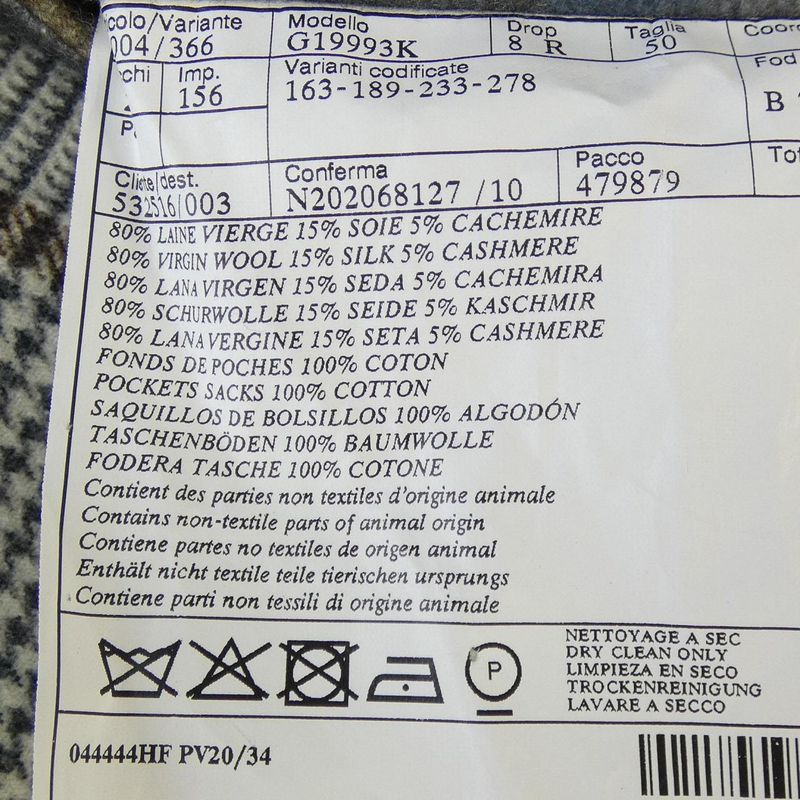 colo/Variante Modello Drop Taglia Coor
004/366 G19993K 8 R 50
chi Imp. Varianti codificate Fod
156 163-189-233-278 B
P.
Cliente/dest. Conferma Pacco Tot
532516/003 N202068127 /10 479879
80% LAINE VIERGE 15% SOIE 5% CACHEMIRE
80% VIRGIN WOOL 15% SILK 5% CASHMERE
80% LANA VIRGEN 15% SEDA 5% CACHEMIRA
80% SCHURWOLLE 15% SEIDE 5% KASCHMIR
80% LANA VERGINE 15% SETA 5% CASHMERE
FONDS DE POCHES 100% COTON
POCKETS SACKS 100% COTTON
SAQUILLOS DE BOLSILLOS 100% ALGODÓN
TASCHENBÖDEN 100% BAUMWOLLE
FODERA TASCHE 100% COTONE
Contient des parties non textiles d'origine animale
Contains non-textile parts of animal origin
Contiene partes no textiles de origen animal
Enthält nicht textile teile tierischen ursprungs
Contiene parti non tessili di origine animale
P
NETTOYAGE A SEC
DRY CLEAN ONLY
LIMPIEZA EN SECO
TROCKENREINIGUNG
LAVARE A SECCO
044444HF PV20/34